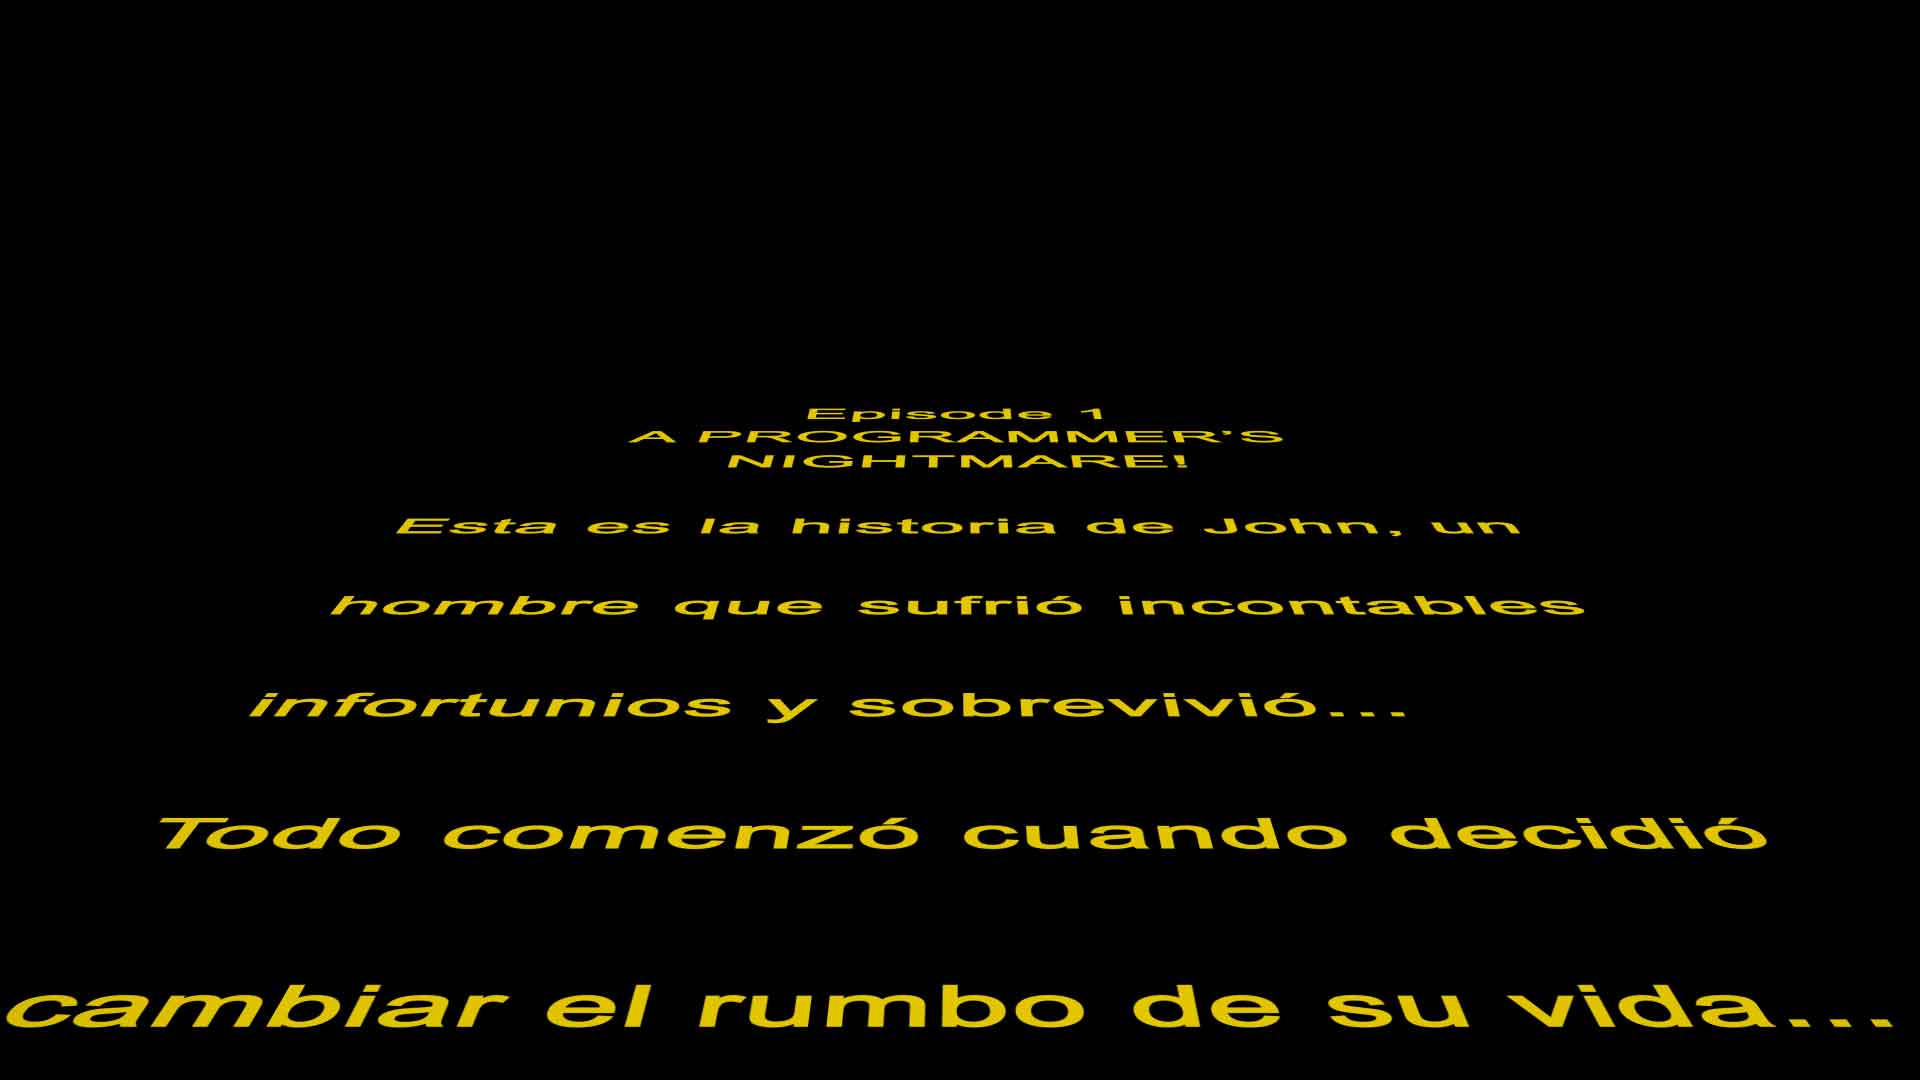 Episode 1
A PROGRAMMER'S
NIGHTMARE!
Esta es la historia de John, un
hombre que sufrió incontables
infortunios y sobrevivió...
Todo comenzó cuando decidió
cambiar el rumbo de su vida...